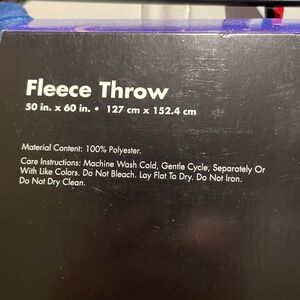 Fleece Throw
50 in. x 60 in. • 127 cm x 152.4 cm
Material Content: 100% Polyester.
Care Instructions: Machine Wash Cold, Gentle Cycle, Separately Or
With Like Colors. Do Not Bleach. Lay Flat To Dry. Do Not Iron.
Do Not Dry Clean.